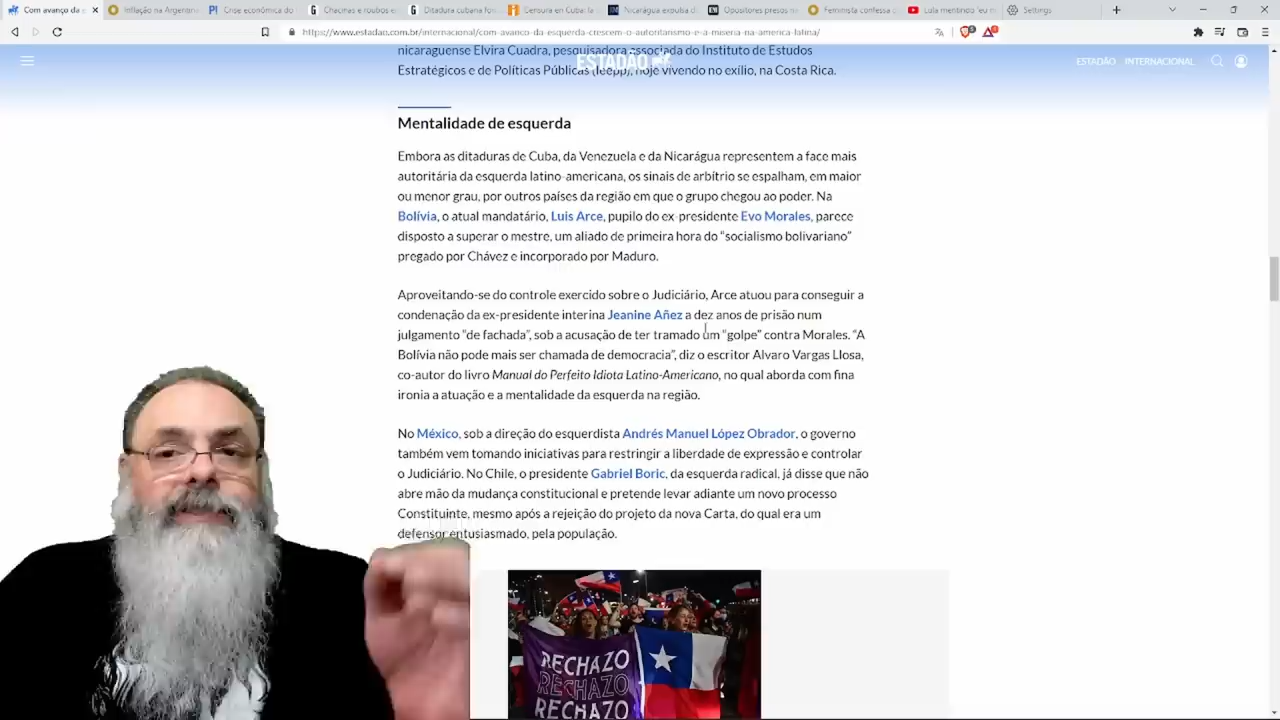 Com avanço da e
Inflação na Argentina
Crise econômica do
Chacinas e roubos e
Ditadura cubana for
Censura em Cuba: la
Nicarágua expulsa d
Opositores presos n
Feminista confessa c
Lula mentindo feu n
Settings
https://www.estadao.com.br/internacional/com-avanco-da-esquerda-crescem-o-autoritarismo-e-a-miseria-na-america-latina/
nicaraguense Elvira Cuadra, pesquisadora associada do Instituto de Estudos
ESTADÃO
ESTADÃO INTERNACIONAL
Estratégicos e de Políticas Públicas (Ieepp), hoje vivendo no exílio, na Costa Rica.
Mentalidade de esquerda
Embora as ditaduras de Cuba, da Venezuela e da Nicarágua representem a face mais
autoritária da esquerda latino-americana, os sinais de arbítrio se espalham, em maior
ou menor grau, por outros países da região em que o grupo chegou ao poder. Na
Bolívia, o atual mandatário, Luis Arce, pupilo do ex-presidente Evo Morales, parece
disposto a superar o mestre, um aliado de primeira hora do “socialismo bolivariano”
pregado por Chávez e incorporado por Maduro.
Aproveitando-se do controle exercido sobre o Judiciário, Arce atuou para conseguir a
condenação da ex-presidente interina Jeanine Añez a dez anos de prisão num
julgamento “de fachada”, sob a acusação de ter tramado um “golpe” contra Morales. “A
Bolívia não pode mais ser chamada de democracia”, diz o escritor Alvaro Vargas Llosa,
co-autor do livro Manual do Perfeito Idiota Latino-Americano, no qual aborda com fina
ironia a atuação e a mentalidade da esquerda na região.
No México, sob a direção do esquerdista Andrés Manuel López Obrador, o governo
também vem tomando iniciativas para restringir a liberdade de expressão e controlar
o Judiciário. No Chile, o presidente Gabriel Boric, da esquerda radical, já disse que não
abre mão da mudança constitucional e pretende levar adiante um novo processo
Constituinte, mesmo após a rejeição do projeto da nova Carta, do qual era um
defensor entusiasmado, pela população.
RECHAZO
RECHAZO
RECHAZO